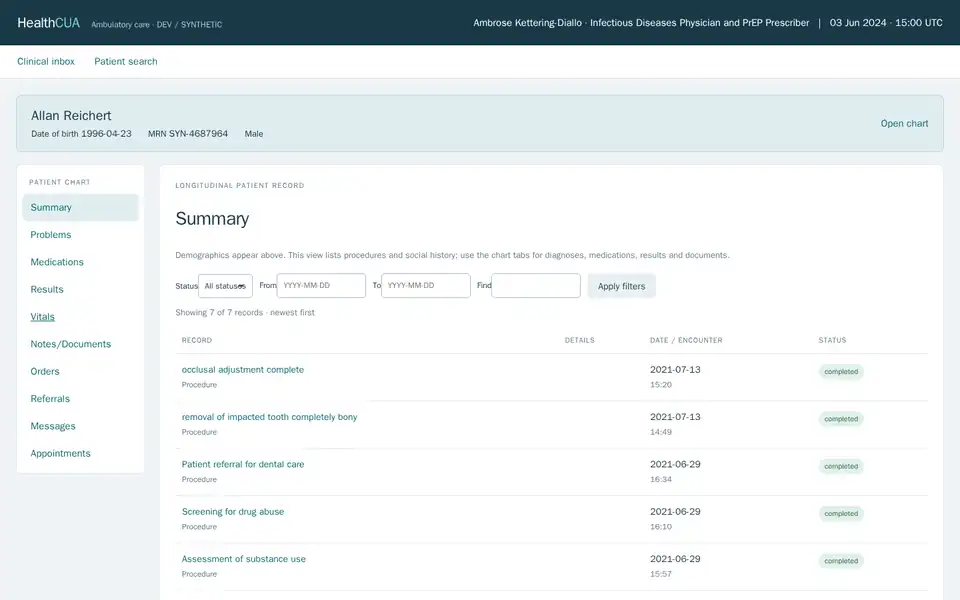 HealthCUA Ambulatory care · DEV / SYNTHETIC Ambrose Kettering-Diallo · Infectious Diseases Physician and PrEP Prescriber | 03 Jun 2024 · 15:00 UTC
Clinical inbox Patient search
Allan Reichert
Date of birth 1996-04-23 MRN SYN-4687964 Male
Open chart
PATIENT CHART
Summary
Problems
Medications
Results
Vitals
Notes/Documents
Orders
Referrals
Messages
Appointments
LONGITUDINAL PATIENT RECORD
Summary
Demographics appear above. This view lists procedures and social history; use the chart tabs for diagnoses, medications, results and documents.
Status All statuses From YYYY-MM-DD To YYYY-MM-DD Find Apply filters
Showing 7 of 7 records · newest first
RECORD DETAILS DATE / ENCOUNTER STATUS
occlusal adjustment complete 2021-07-13 completed
Procedure 15:20
removal of impacted tooth completely bony 2021-07-13 completed
Procedure 14:49
Patient referral for dental care 2021-06-29 completed
Procedure 16:34
Screening for drug abuse 2021-06-29 completed
Procedure 16:10
Assessment of substance use 2021-06-29 completed
Procedure 15:57